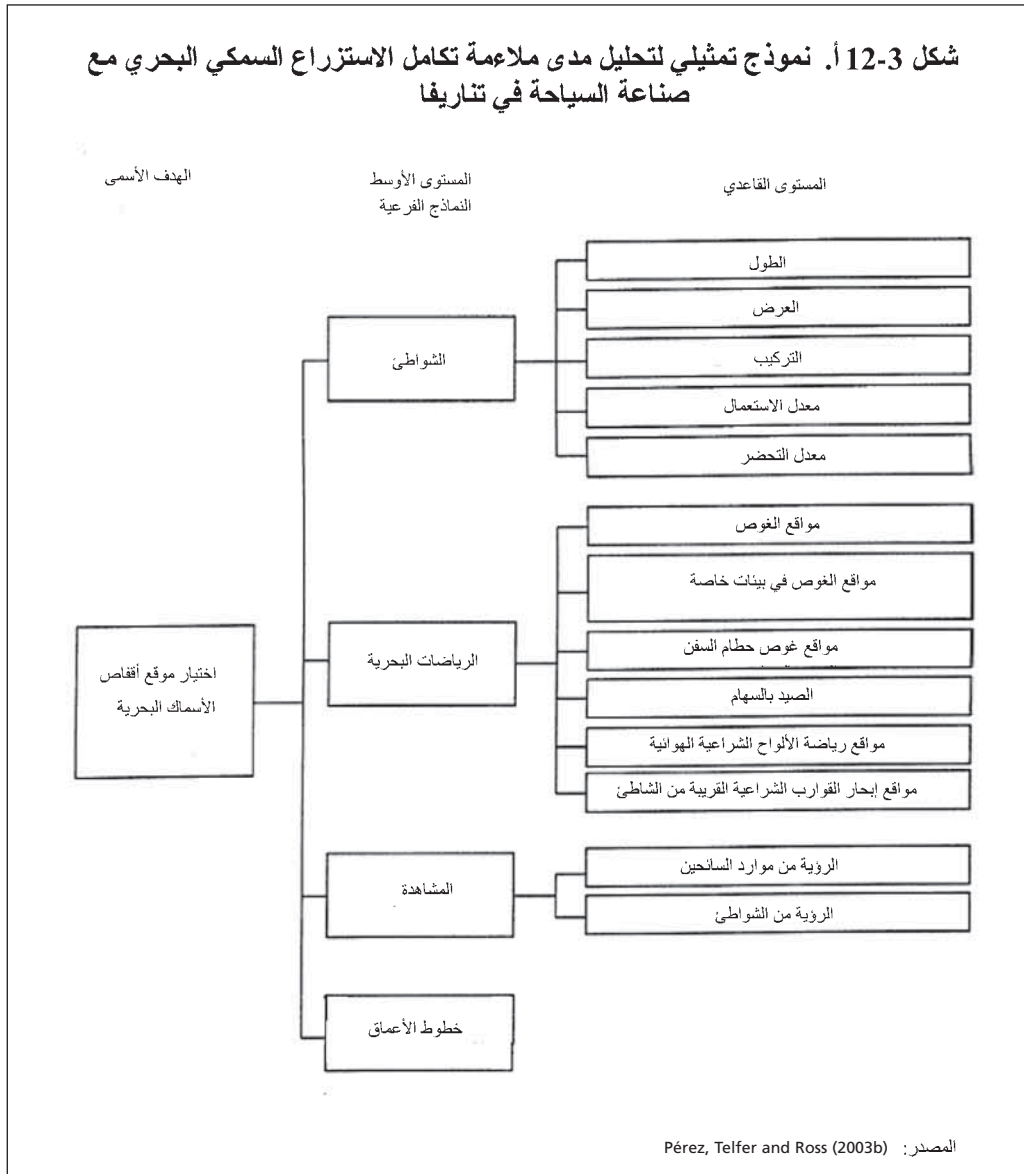 شكل 3-12 أ. نموذج تمثيلي لتحليل مدى ملاءمة تكامل الاستزراع السمكي البحري مع
صناعة السياحة في تناريفا
المستوى القاعدي
المستوى الأوسط
النماذج الفرعية
الهدف الأسمى
الطول
العرض
التركيب
معدل الاستعمال
معدل التحضر
الشواطئ
مواقع الغوص
مواقع الغوص في بيئات خاصة
مواقع غوص حطام السفن
الصيد بالسهام
مواقع رياضة الألواح الشراعية الهوائية
مواقع إبحار القوارب الشراعية القريبة من الشاطئ
الرياضات البحرية
اختيار موقع أقفاص
الأسماك البحرية
الرؤية من موارد السائحين
الرؤية من الشواطئ
المشاهدة
خطوط الأعماق
المصدر: Pérez, Telfer and Ross (2003b)